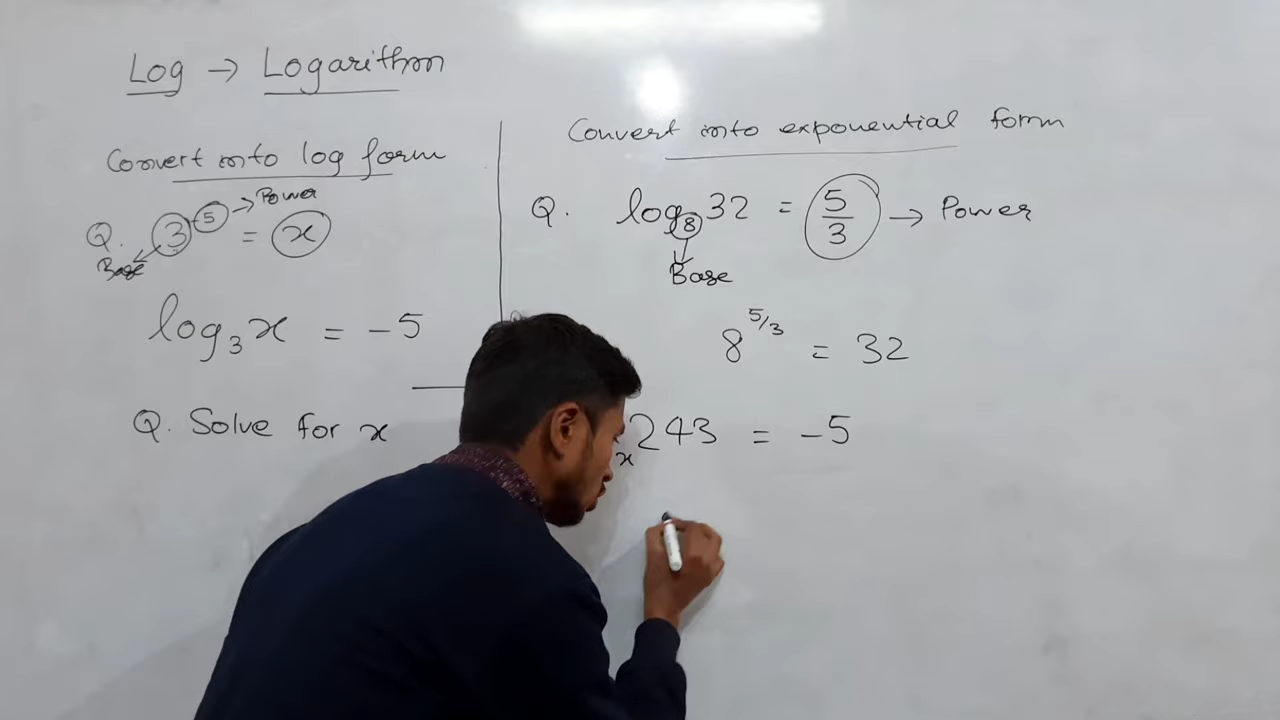 Log → Logarithm
Convert into log form
Q. 3⁻⁵ = x
→ Power
Base
log₃x = -5
Convert into exponential form
Q. log₈32 = 5/3 → Power
Base
8^5/3 = 32
Q. Solve for x
ₓ243 = -5